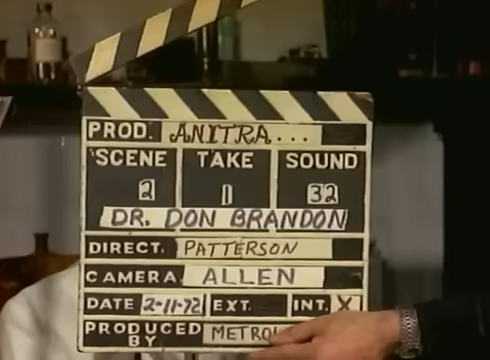 PROD. ANITRA...
SCENE TAKE SOUND
2 1 32
DR. DON BRANDON
DIRECT. PATTERSON
CAMERA ALLEN
DATE 2-11-72 EXT. INT. X
PRODUCED BY